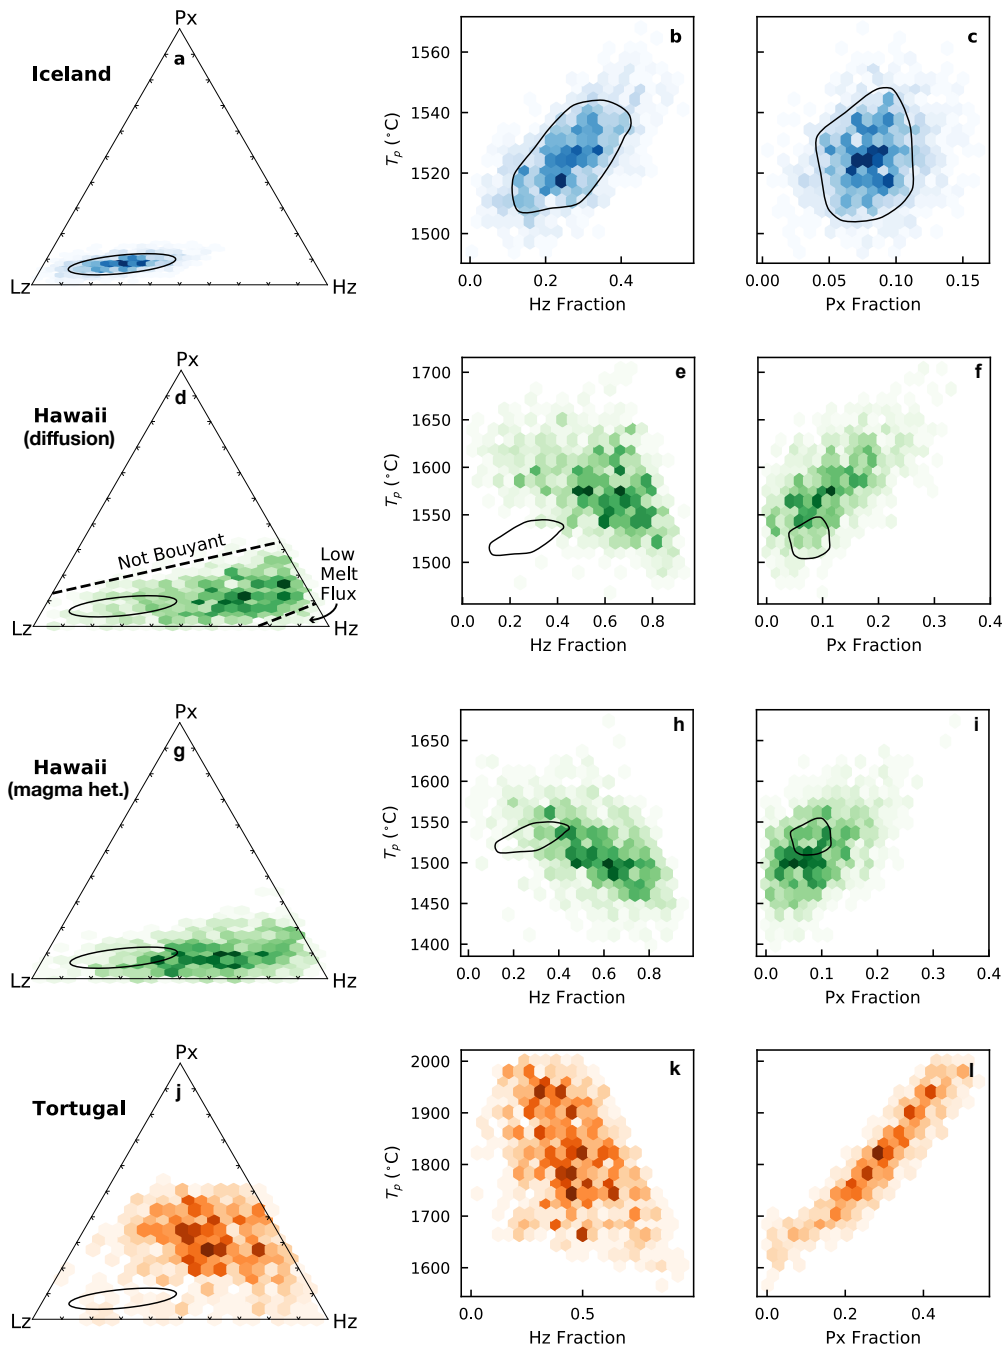 Px
a
Iceland
Lz
Hz
b
1560
1540
1520
1500
T_p (°C)
0.0 0.2 0.4
Hz Fraction
c
0.00 0.05 0.10 0.15
Px Fraction
Px
d
Hawaii
(diffusion)
Not Bouyant
Low
Melt
Flux
Lz
Hz
e
1700
1650
1600
1550
1500
T_p (°C)
0.0 0.2 0.4 0.6 0.8
Hz Fraction
f
0.0 0.1 0.2 0.3 0.4
Px Fraction
Px
g
Hawaii
(magma het.)
Lz
Hz
h
1650
1600
1550
1500
1450
1400
T_p (°C)
0.0 0.2 0.4 0.6 0.8
Hz Fraction
i
0.0 0.1 0.2 0.3 0.4
Px Fraction
Px
j
Tortugal
Lz
Hz
k
2000
1900
1800
1700
1600
T_p (°C)
0.5
Hz Fraction
l
0.0 0.2 0.4
Px Fraction